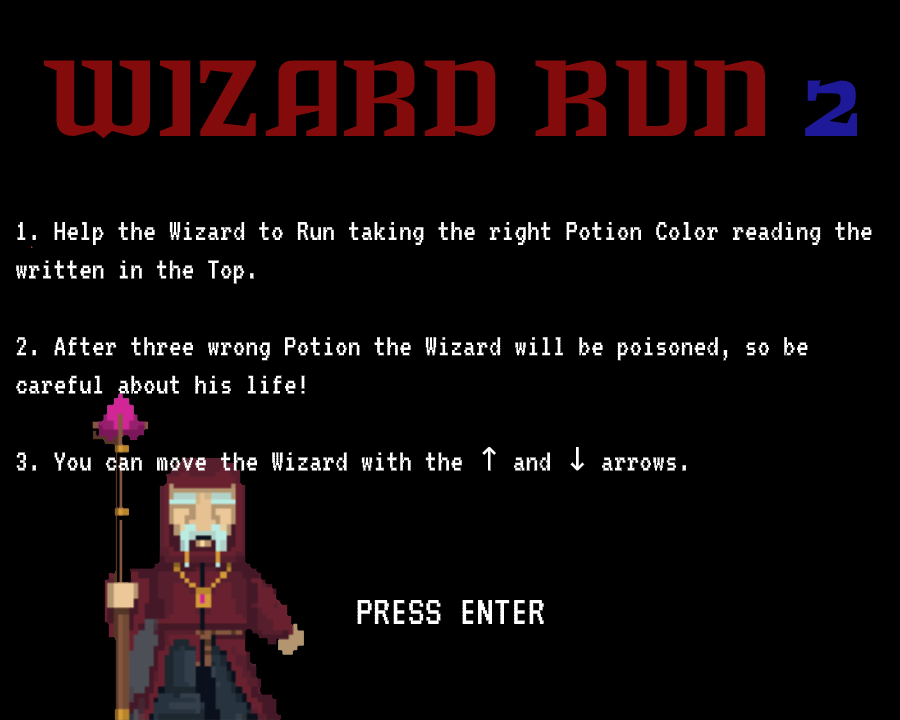 WIZARD RUN 2
1. Help the Wizard to Run taking the right Potion Color reading the
written in the Top.
2. After three wrong Potion the Wizard will be poisoned, so be
careful about his life!
3. You can move the Wizard with the ↑ and ↓ arrows.
PRESS ENTER